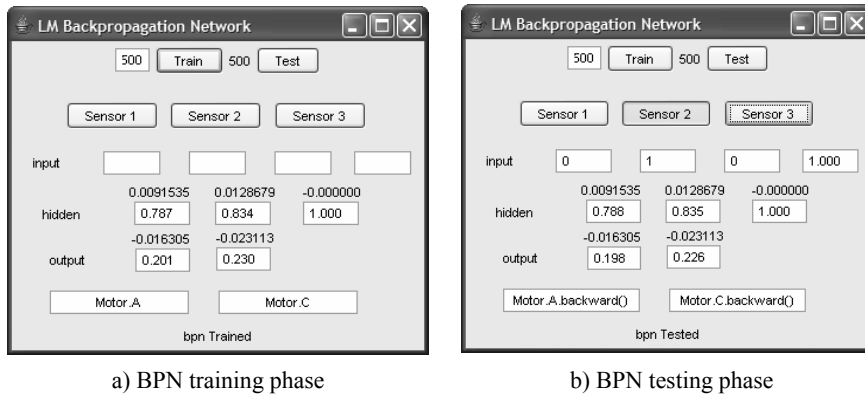 LM Backpropagation Network
500 Train 500 Test
Sensor 1 Sensor 2 Sensor 3
input
0.0091535 0.0128679 -0.000000
hidden 0.787 0.834 1.000
-0.016305 -0.023113
output 0.201 0.230
Motor.A Motor.C
bpn Trained
a) BPN training phase
LM Backpropagation Network
500 Train 500 Test
Sensor 1 Sensor 2 Sensor 3
input 0 1 0 1.000
0.0091535 0.0128679 -0.000000
hidden 0.788 0.835 1.000
-0.016305 -0.023113
output 0.198 0.226
Motor.A.backward() Motor.C.backward()
bpn Tested
b) BPN testing phase